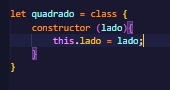 let quadrado = class {
    constructor (lado){
        this.lado = lado;
    }
}